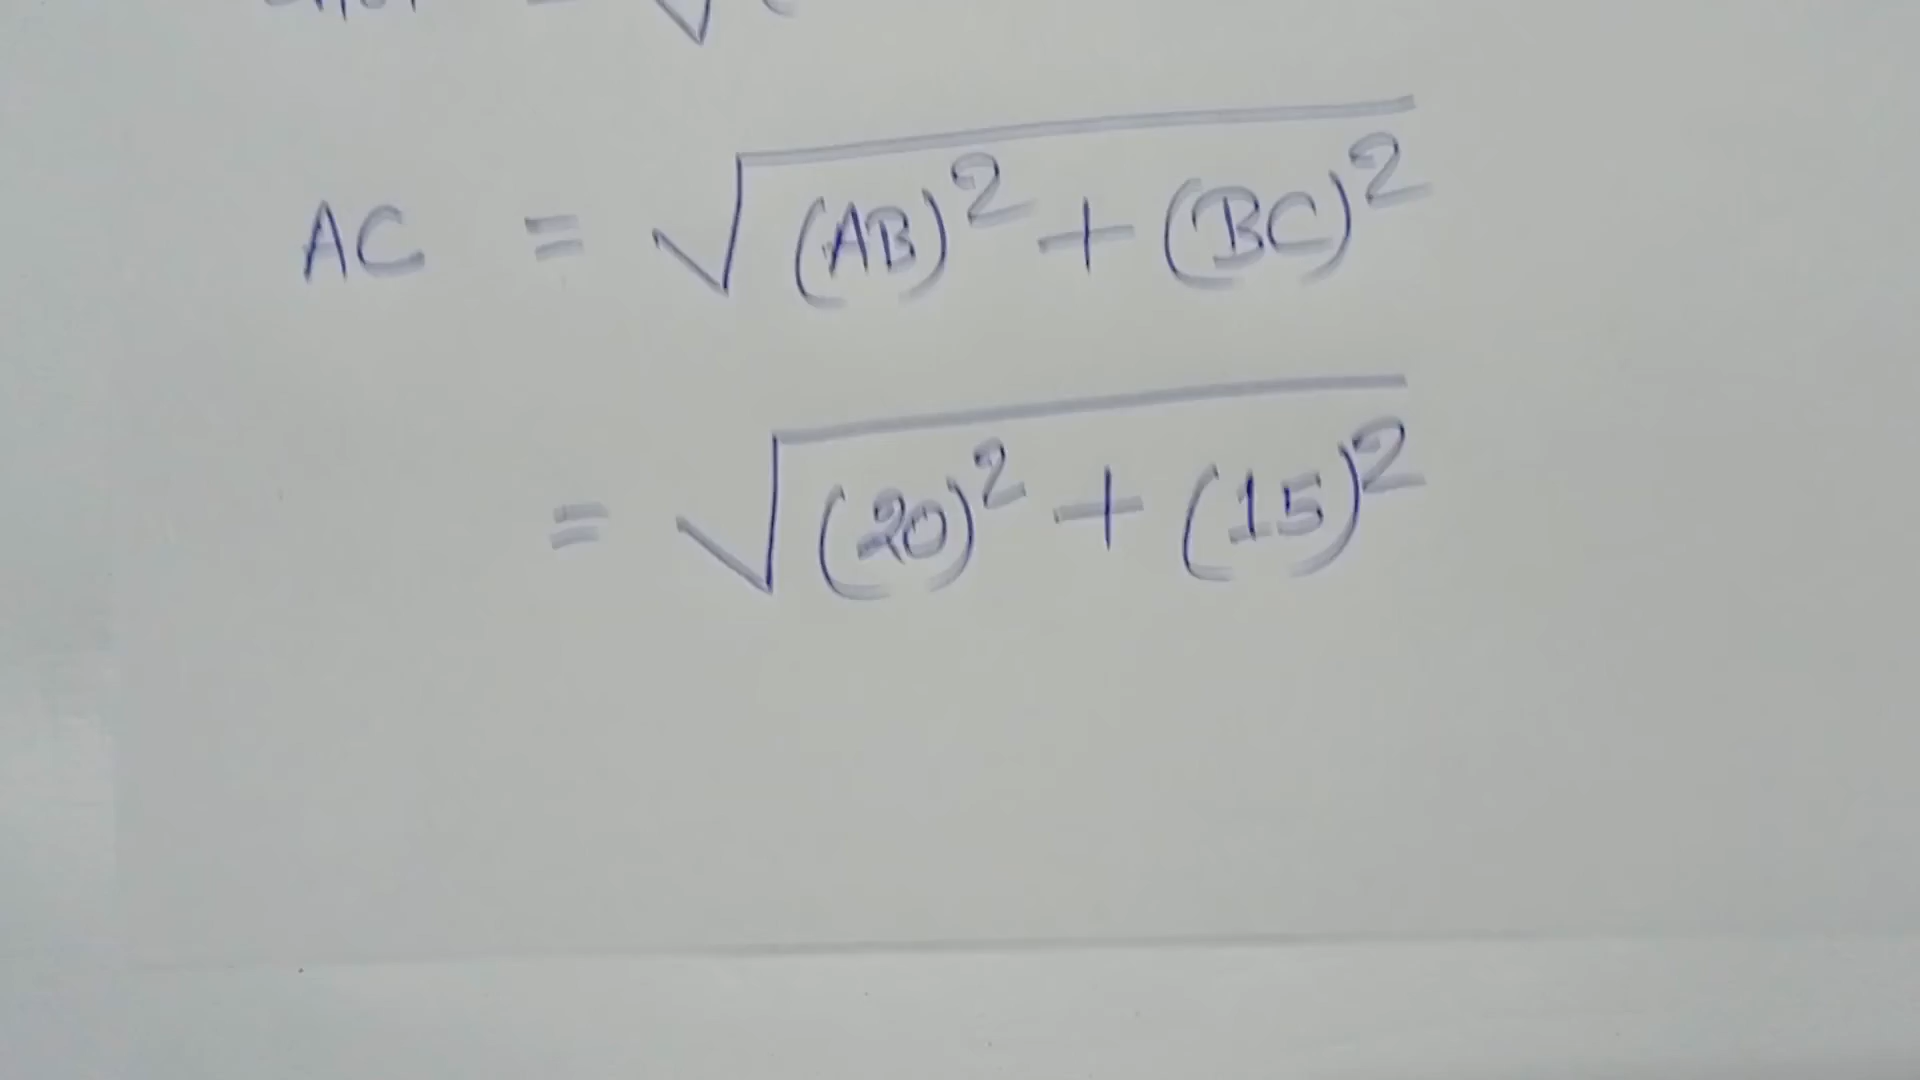 AC = √(AB)² + (BC)²
= √(20)² + (15)²